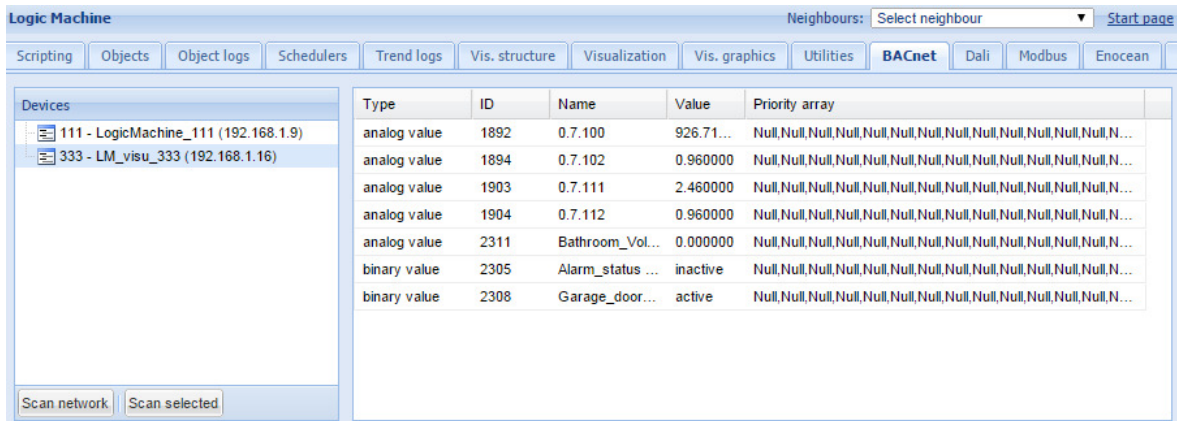 Logic Machine Neighbours: Select neighbour Start page
Scripting Objects Object logs Schedulers Trend logs Vis. structure Visualization Vis. graphics Utilities BACnet Dali Modbus Enocean
Devices
111 - LogicMachine_111 (192.168.1.9)
333 - LM_visu_333 (192.168.1.16)
Scan network Scan selected
Type ID Name Value Priority array
analog value 1892 0.7.100 926.71... Null,Null,Null,Null,Null,Null,Null,Null,Null,Null,Null,Null,Null,Null,N...
analog value 1894 0.7.102 0.960000 Null,Null,Null,Null,Null,Null,Null,Null,Null,Null,Null,Null,Null,Null,N...
analog value 1903 0.7.111 2.460000 Null,Null,Null,Null,Null,Null,Null,Null,Null,Null,Null,Null,Null,Null,N...
analog value 1904 0.7.112 0.960000 Null,Null,Null,Null,Null,Null,Null,Null,Null,Null,Null,Null,Null,Null,N...
analog value 2311 Bathroom_Vol... 0.000000 Null,Null,Null,Null,Null,Null,Null,Null,Null,Null,Null,Null,Null,Null,N...
binary value 2305 Alarm_status ... inactive Null,Null,Null,Null,Null,Null,Null,Null,Null,Null,Null,Null,Null,Null,N...
binary value 2308 Garage_door... active Null,Null,Null,Null,Null,Null,Null,Null,Null,Null,Null,Null,Null,Null,N...